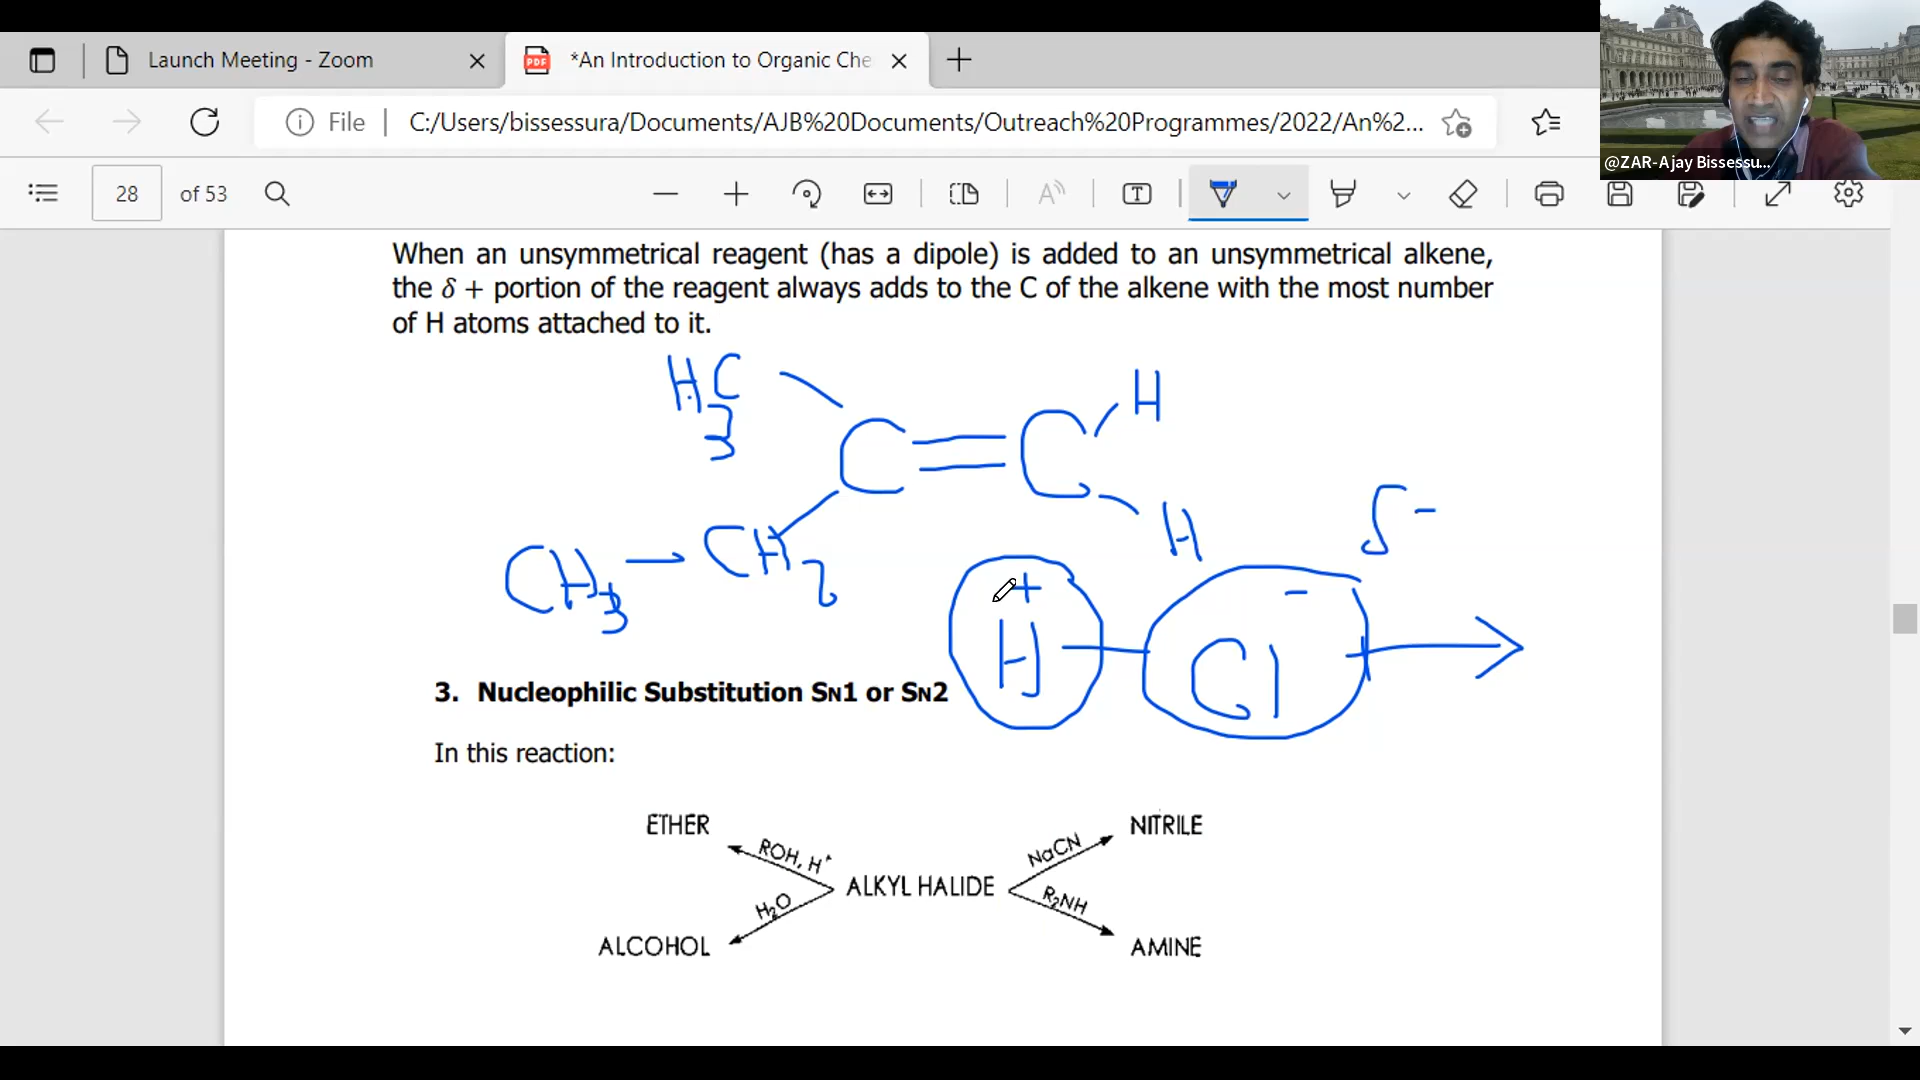 Launch Meeting - Zoom
*An Introduction to Organic Che
File
C:/Users/bissessura/Documents/AJB%20Documents/Outreach%20Programmes/2022/An%2...
@ZAR-Ajay Bissessu...
28 of 53
When an unsymmetrical reagent (has a dipole) is added to an unsymmetrical alkene,
the δ + portion of the reagent always adds to the C of the alkene with the most number
of H atoms attached to it.
H3C H
C = C
CH3 - CH2 H δ-
+ -
H - Cl
3. Nucleophilic Substitution SN1 or SN2
In this reaction:
ETHER NITRILE
ROH, H+ NaCN
ALKYL HALIDE
H2O R2NH
ALCOHOL AMINE